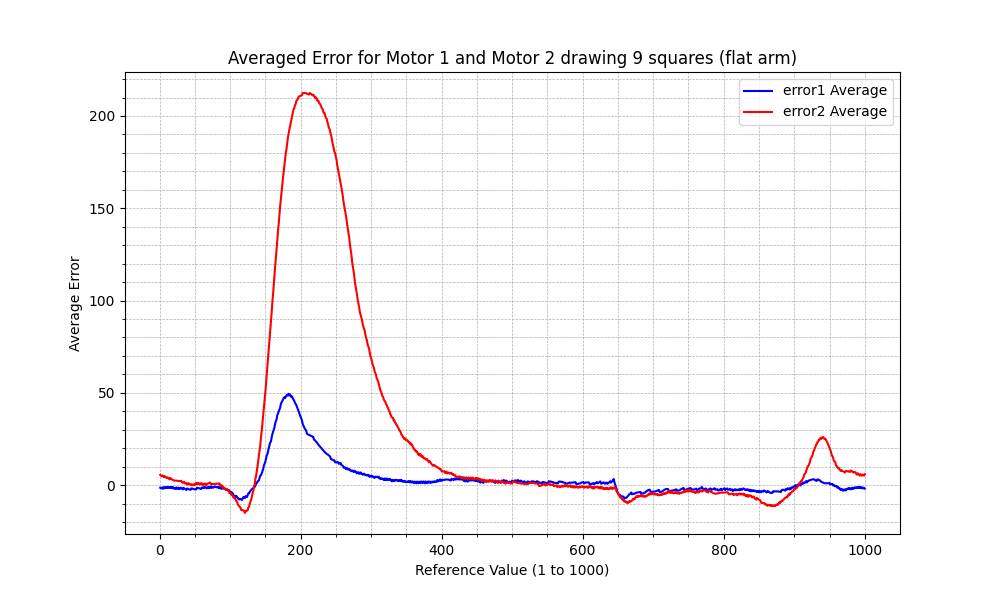 Averaged Error for Motor 1 and Motor 2 drawing 9 squares (flat arm)
error1 Average
error2 Average
Average Error
200
150
100
50
0
0 200 400 600 800 1000
Reference Value (1 to 1000)